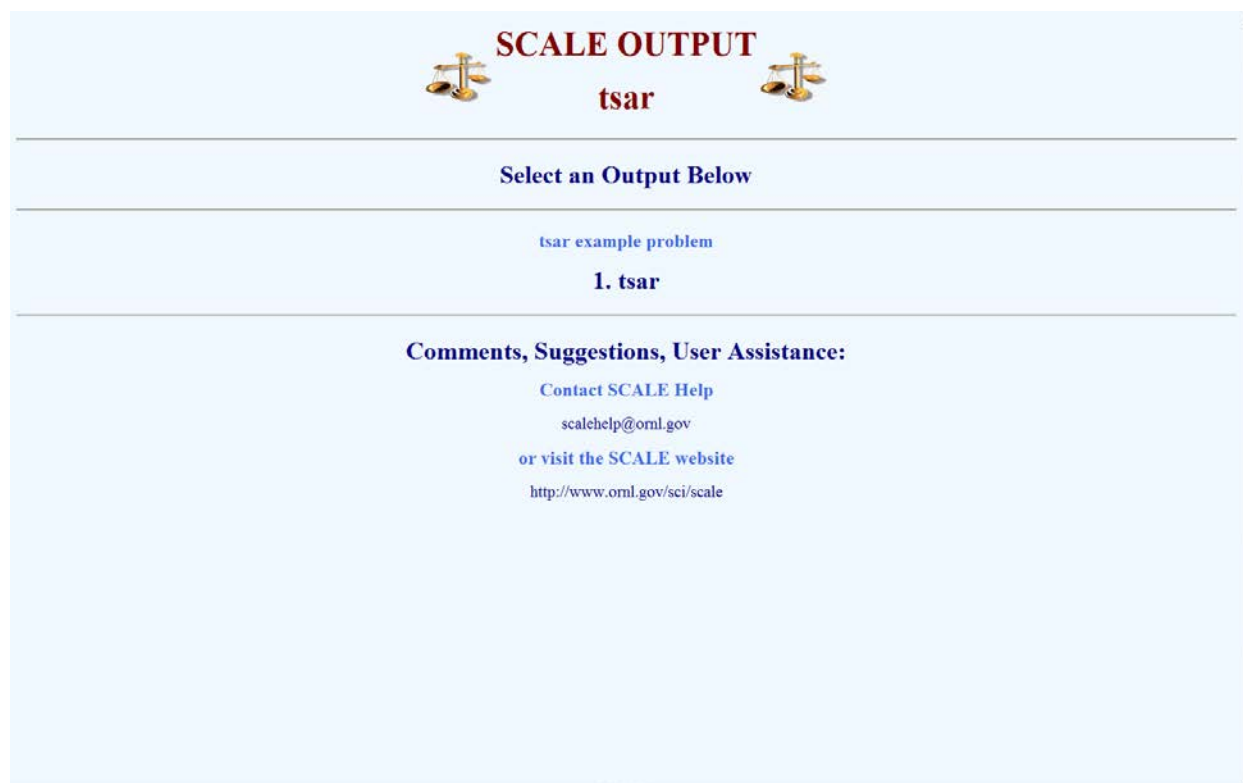 SCALE OUTPUT
tsar
Select an Output Below
tsar example problem
1. tsar
Comments, Suggestions, User Assistance:
Contact SCALE Help
scalehelp@ornl.gov
or visit the SCALE website
http://www.ornl.gov/sci/scale